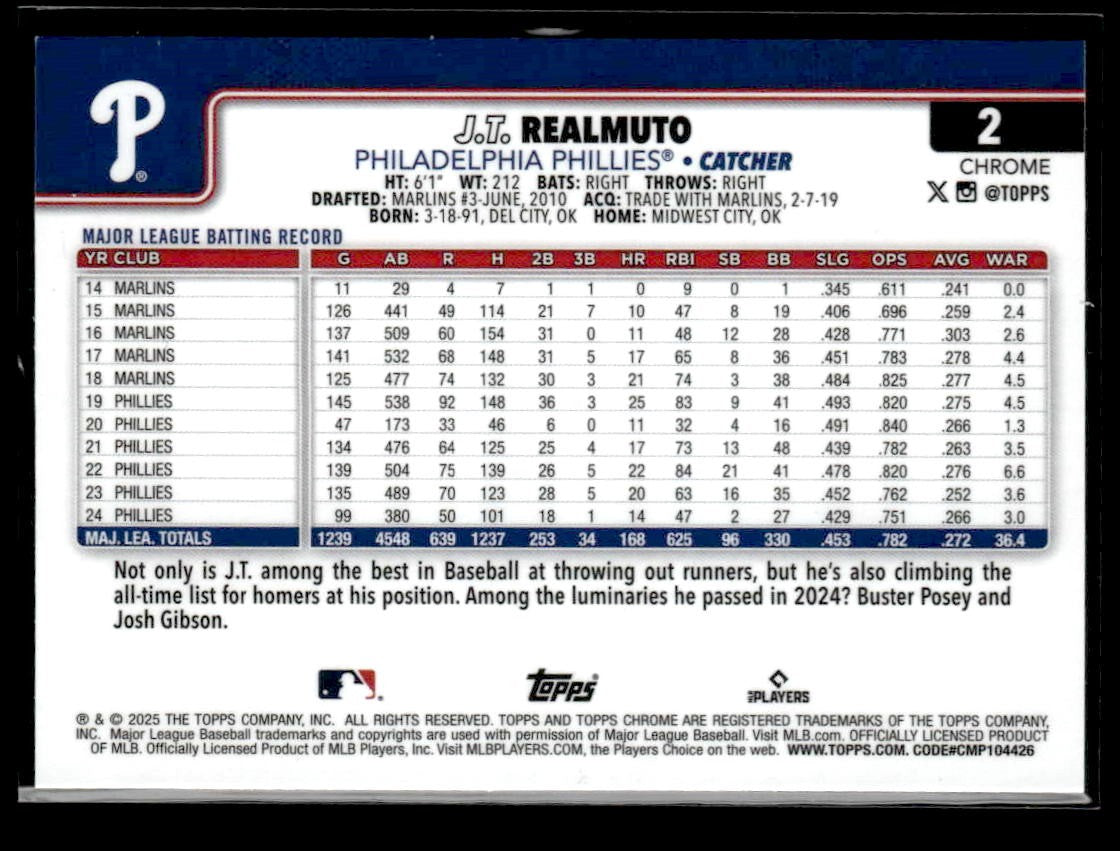 P®
2
J.T. REALMUTO
CHROME
PHILADELPHIA PHILLIES® • CATCHER
HT: 6'1" WT: 212 BATS: RIGHT THROWS: RIGHT
X @TOPPS
DRAFTED: MARLINS #3-JUNE, 2010 ACQ: TRADE WITH MARLINS, 2-7-19
BORN: 3-18-91, DEL CITY, OK HOME: MIDWEST CITY, OK
MAJOR LEAGUE BATTING RECORD
YR CLUB G AB R H 2B 3B HR RBI SB BB SLG OPS AVG WAR
14 MARLINS 11 29 4 7 1 1 0 9 0 1 .345 .611 .241 0.0
15 MARLINS 126 441 49 114 21 7 10 47 8 19 .406 .696 .259 2.4
16 MARLINS 137 509 60 154 31 0 11 48 12 28 .428 .771 .303 2.6
17 MARLINS 141 532 68 148 31 5 17 65 8 36 .451 .783 .278 4.4
18 MARLINS 125 477 74 132 30 3 21 74 3 38 .484 .825 .277 4.5
19 PHILLIES 145 538 92 148 36 3 25 83 9 41 .493 .820 .275 4.5
20 PHILLIES 47 173 33 46 6 0 11 32 4 16 .491 .840 .266 1.3
21 PHILLIES 134 476 64 125 25 4 17 73 13 48 .439 .782 .263 3.5
22 PHILLIES 139 504 75 139 26 5 22 84 21 41 .478 .820 .276 6.6
23 PHILLIES 135 489 70 123 28 5 20 63 16 35 .452 .762 .252 3.6
24 PHILLIES 99 380 50 101 18 1 14 47 2 27 .429 .751 .266 3.0
MAJ. LEA. TOTALS 1239 4548 639 1237 253 34 168 625 96 330 .453 .782 .272 36.4
Not only is J.T. among the best in Baseball at throwing out runners, but he's also climbing the
all-time list for homers at his position. Among the luminaries he passed in 2024? Buster Posey and
Josh Gibson.
Topps®
MLBPLAYERS
® & © 2025 THE TOPPS COMPANY, INC. ALL RIGHTS RESERVED. TOPPS AND TOPPS CHROME ARE REGISTERED TRADEMARKS OF THE TOPPS COMPANY,
INC. Major League Baseball trademarks and copyrights are used with permission of Major League Baseball. Visit MLB.com. OFFICIALLY LICENSED PRODUCT
OF MLB. Officially Licensed Product of MLB Players, Inc. Visit MLBPLAYERS.COM, the Players Choice on the web. WWW.TOPPS.COM. CODE#CMP104426